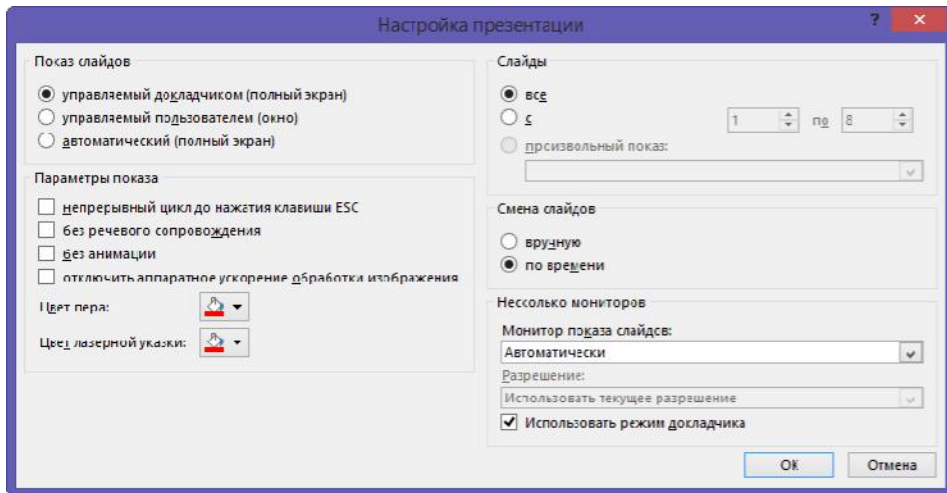 Настройка презентации
?
Показ слайдов
управляемый докладчиком (полный экран)
управляемый пользователем (окно)
автоматический (полный экран)
Параметры показа
непрерывный цикл до нажатия клавиши ESC
без речевого сопровождения
без анимации
отключить аппаратное ускорение обработки изображения
Цвет пера:
Цвет лазерной указки:
Слайды
все
с 1 по 8
произвольный показ:
Смена слайдов
вручную
по времени
Несколько мониторов
Монитор показа слайдов:
Автоматически
Разрешение:
Использовать текущее разрешение
Использовать режим докладчика
ОК Отмена